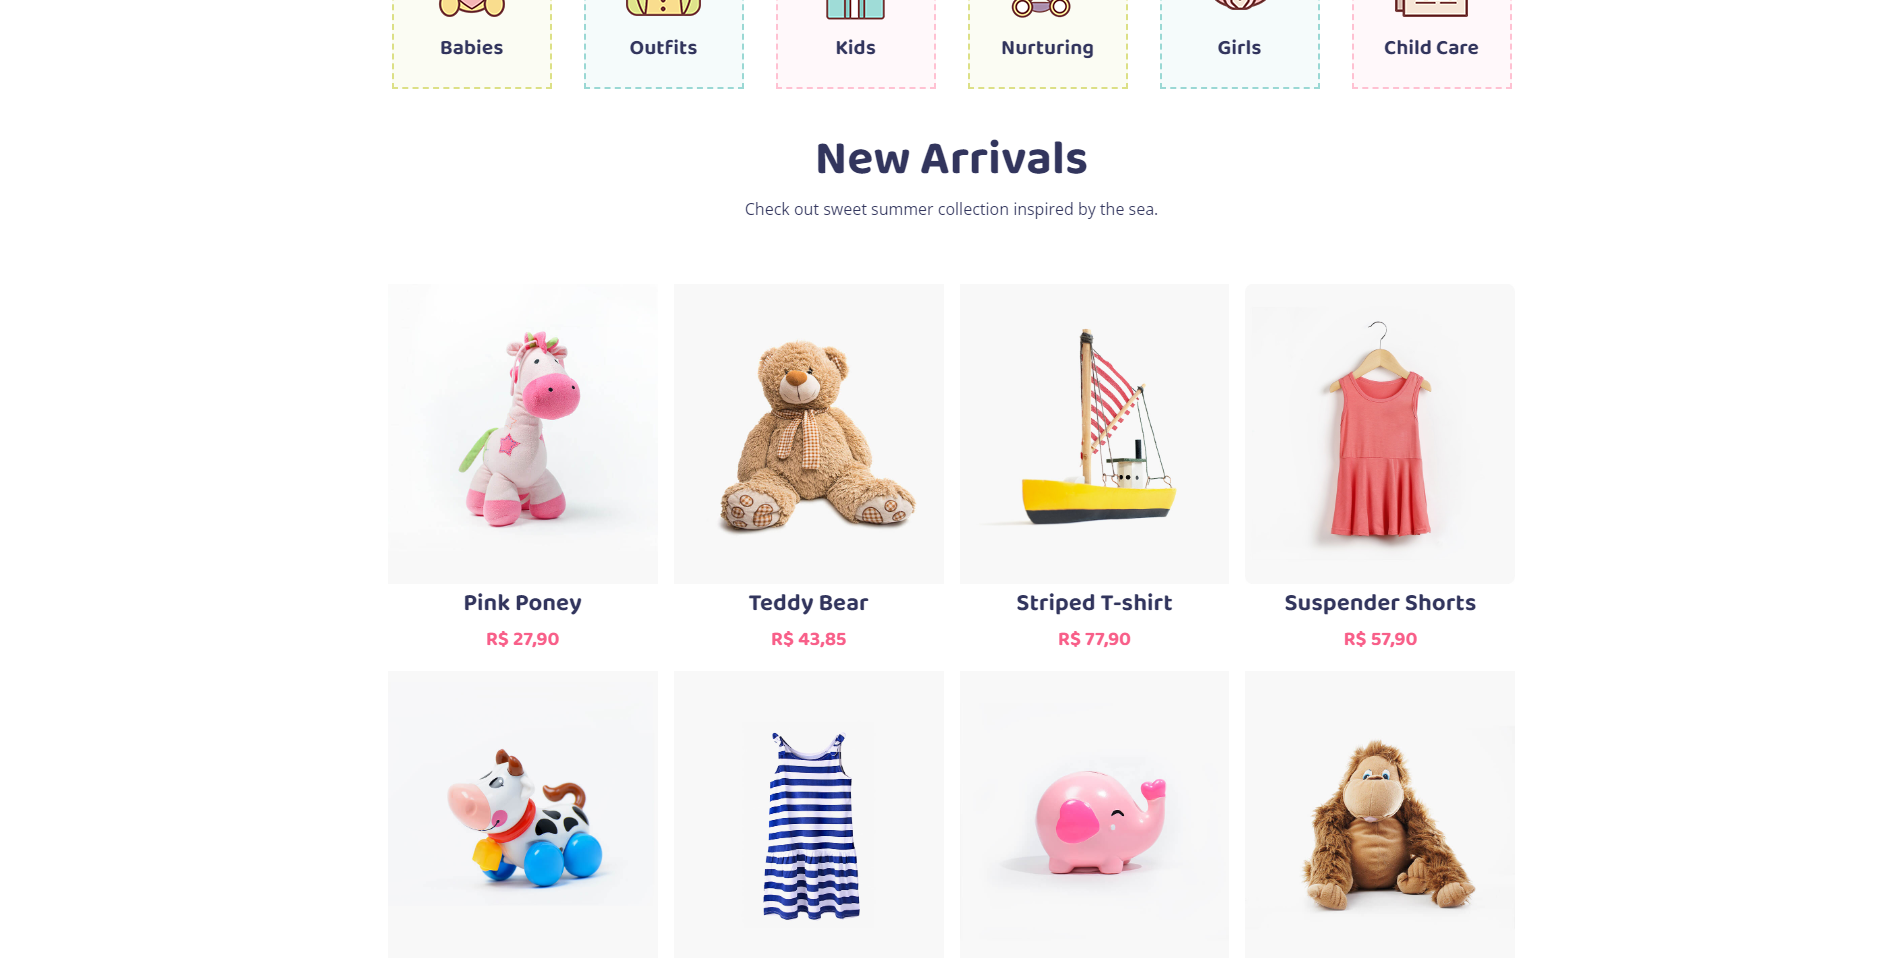 Babies
Outfits
Kids
Nurturing
Girls
Child Care
New Arrivals
Check out sweet summer collection inspired by the sea.
Pink Poney
Teddy Bear
Striped T-shirt
Suspender Shorts
R$ 27,90
R$ 43,85
R$ 77,90
R$ 57,90